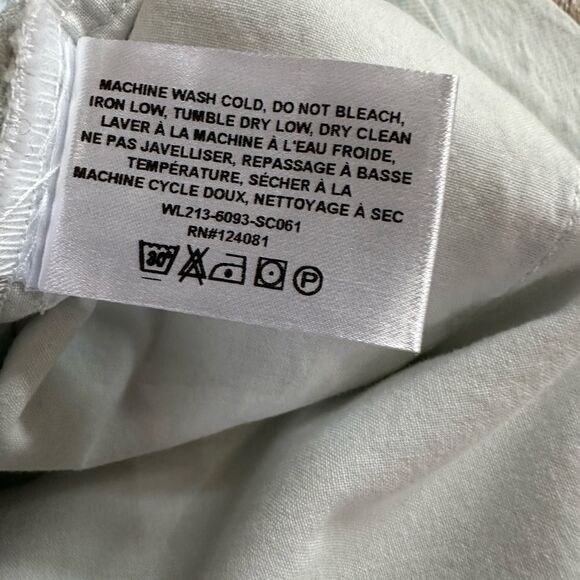 MACHINE WASH COLD, DO NOT BLEACH,
IRON LOW, TUMBLE DRY LOW, DRY CLEAN
LAVER À LA MACHINE À L'EAU FROIDE,
NE PAS JAVELLISER, REPASSAGE À BASSE
TEMPÉRATURE, SÉCHER À LA
MACHINE CYCLE DOUX, NETTOYAGE À SEC
WL213-6093-SC061
RN#124081
30° P